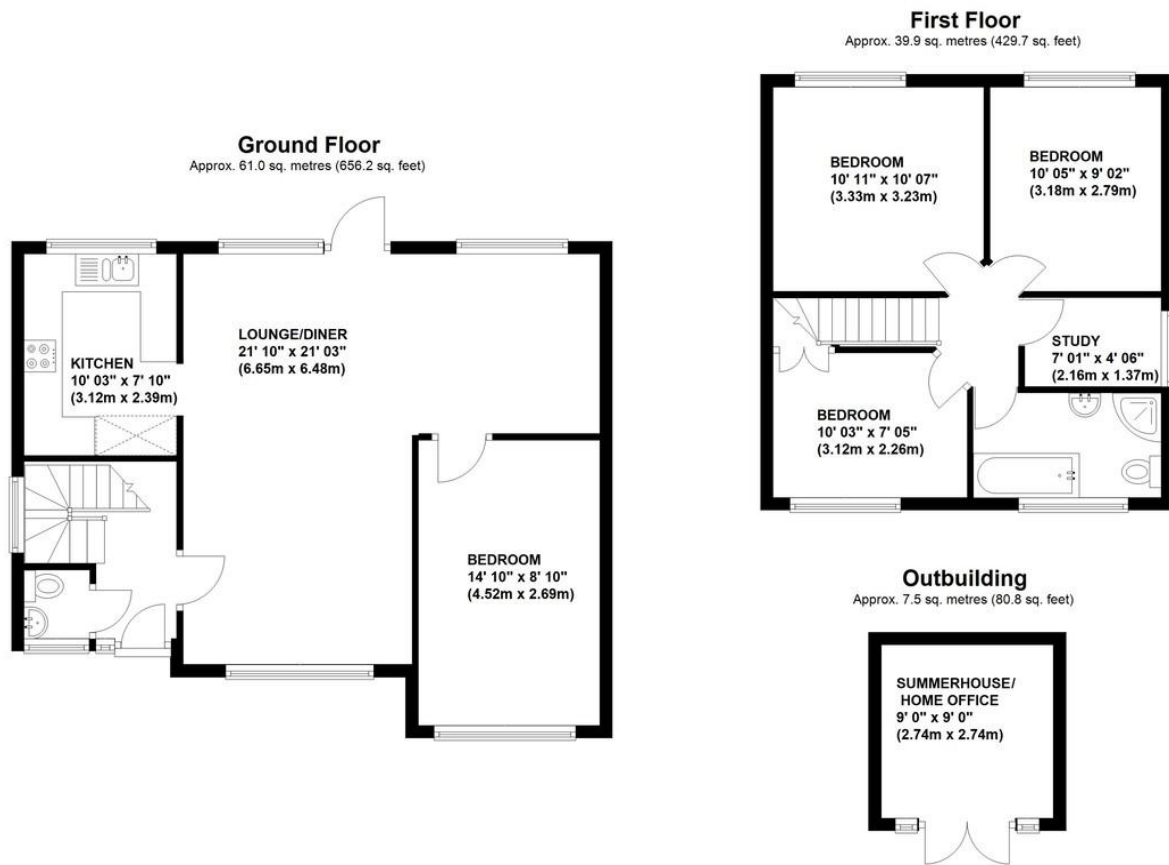 Ground Floor
Approx. 61.0 sq. metres (656.2 sq. feet)
KITCHEN
10' 03" x 7' 10"
(3.12m x 2.39m)
LOUNGE/DINER
21' 10" x 21' 03"
(6.65m x 6.48m)
BEDROOM
14' 10" x 8' 10"
(4.52m x 2.69m)
First Floor
Approx. 39.9 sq. metres (429.7 sq. feet)
BEDROOM
10' 11" x 10' 07"
(3.33m x 3.23m)
BEDROOM
10' 05" x 9' 02"
(3.18m x 2.79m)
STUDY
7' 01" x 4' 06"
(2.16m x 1.37m)
BEDROOM
10' 03" x 7' 05"
(3.12m x 2.26m)
Outbuilding
Approx. 7.5 sq. metres (80.8 sq. feet)
SUMMERHOUSE/
HOME OFFICE
9' 0" x 9' 0"
(2.74m x 2.74m)